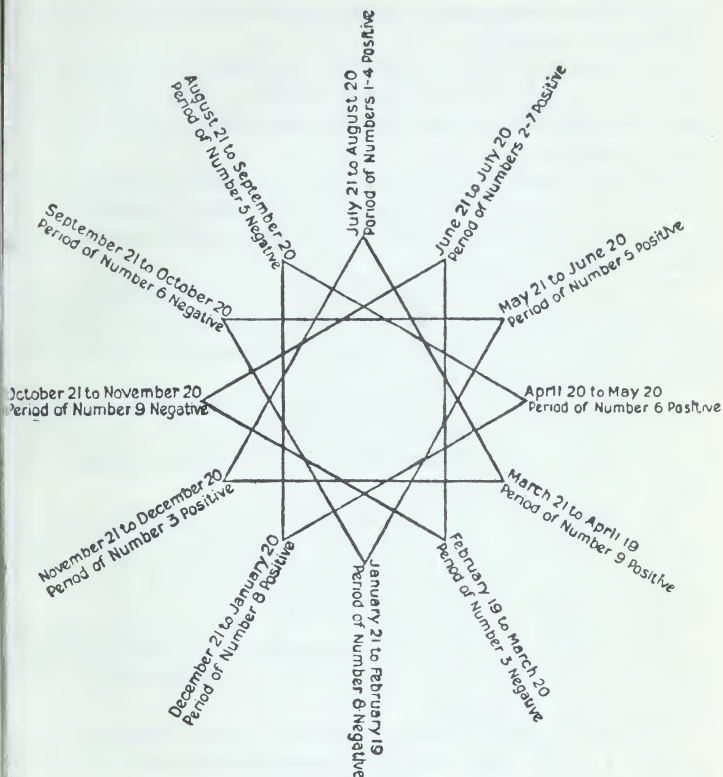 July 21 to August 20
Period of Numbers 1-4 Positive
June 21 to July 20
Period of Numbers 2-7 Positive
May 21 to June 20
Period of Number 5 Positive
April 20 to May 20
Period of Number 6 Positive
March 21 to April 19
Period of Number 9 Positive
February 19 to March 20
Period of Number 3 Negative
January 21 to February 19
Period of Number 8 Negative
December 21 to January 20
Period of Number 8 Positive
November 21 to December 20
Period of Number 3 Positive
October 21 to November 20
Period of Number 9 Negative
September 21 to October 20
Period of Number 6 Negative
August 21 to September 20
Period of Number 5 Negative